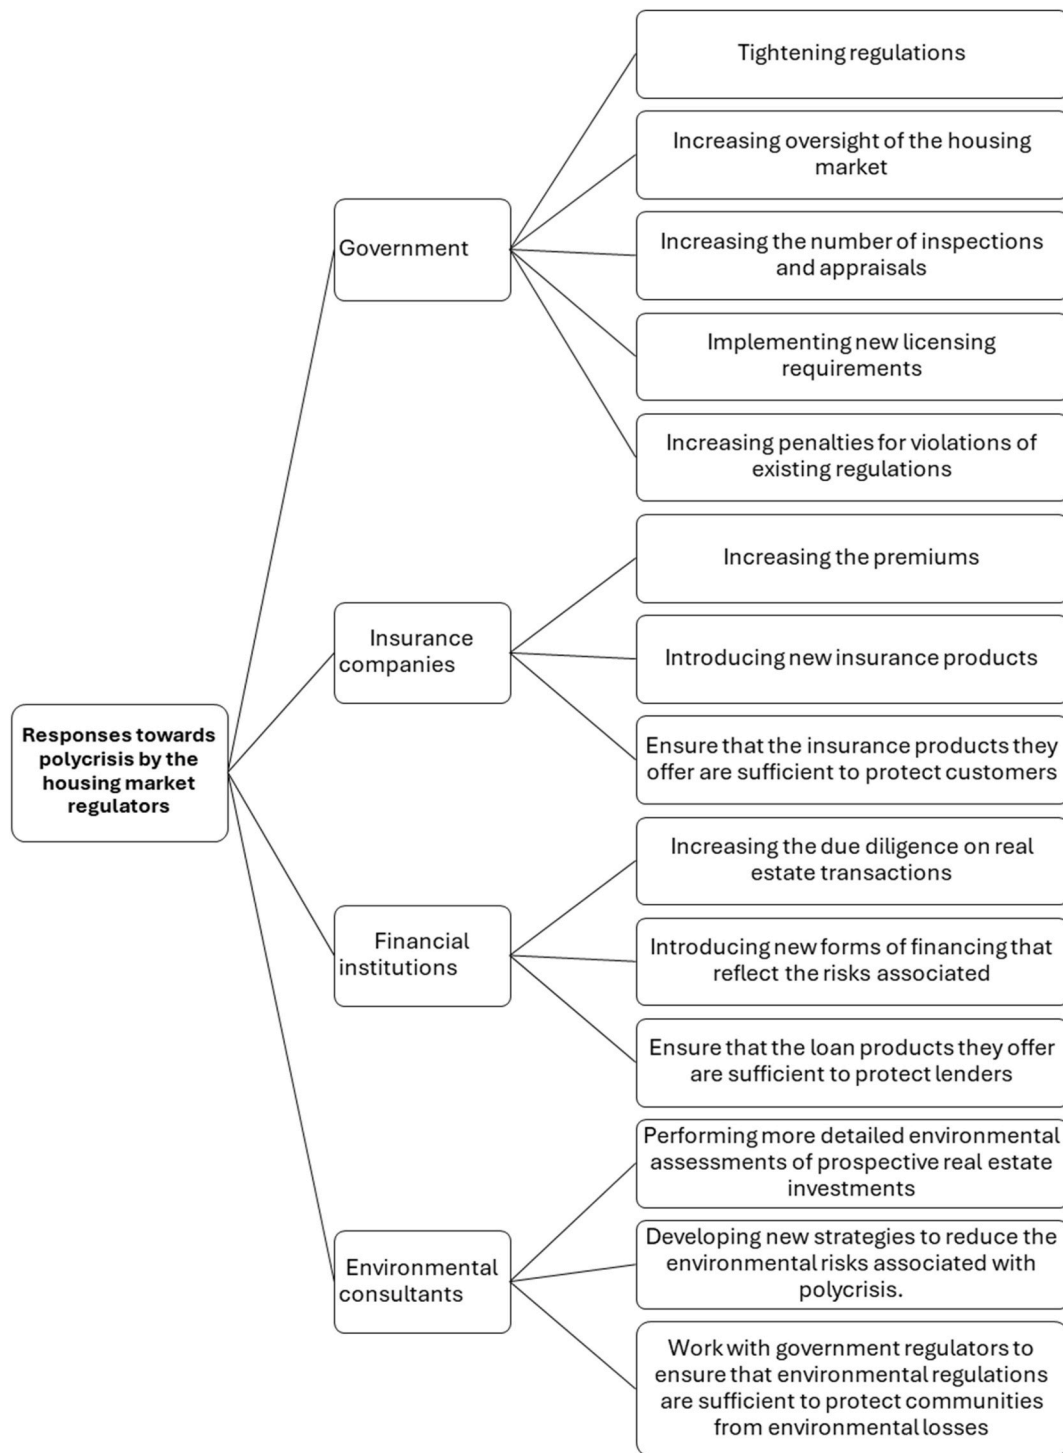 Responses towards
polycrisis by the
housing market
regulators
Government
Tightening regulations
Increasing oversight of the housing
market
Increasing the number of inspections
and appraisals
Implementing new licensing
requirements
Increasing penalties for violations of
existing regulations
Insurance
companies
Increasing the premiums
Introducing new insurance products
Ensure that the insurance products they
offer are sufficient to protect customers
Financial
institutions
Increasing the due diligence on real
estate transactions
Introducing new forms of financing that
reflect the risks associated
Ensure that the loan products they offer
are sufficient to protect lenders
Environmental
consultants
Performing more detailed environmental
assessments of prospective real estate
investments
Developing new strategies to reduce the
environmental risks associated with
polycrisis.
Work with government regulators to
ensure that environmental regulations
are sufficient to protect communities
from environmental losses